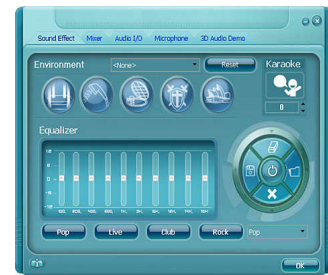 Sound Effect Mixer Audio I/O Microphone 3D Audio Demo
Environment <None> Reset Karaoke
0
Equalizer
Pop Live Club Rock Pop
OK